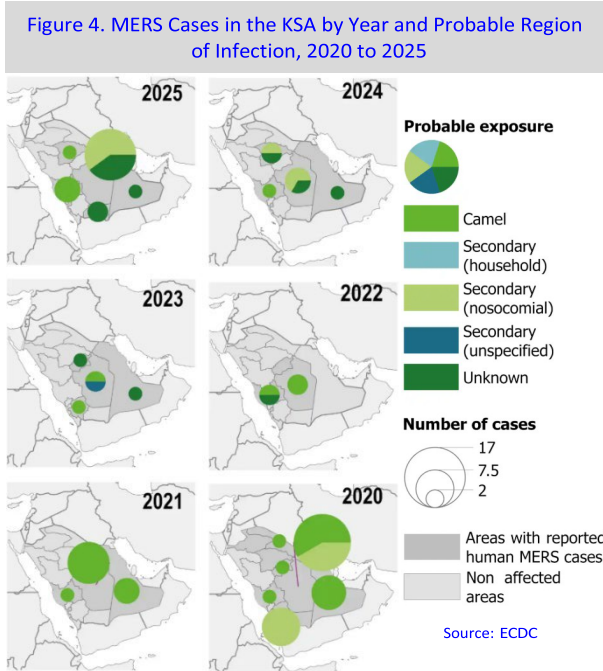 Figure 4. MERS Cases in the KSA by Year and Probable Region
of Infection, 2020 to 2025
2025
2024
Probable exposure
Camel
Secondary
(household)
Secondary
(nosocomial)
2023
2022
Secondary
(unspecified)
Unknown
Number of cases
17
7.5
2
2021
2020
Areas with reported
human MERS cases
Non affected
areas
Source: ECDC